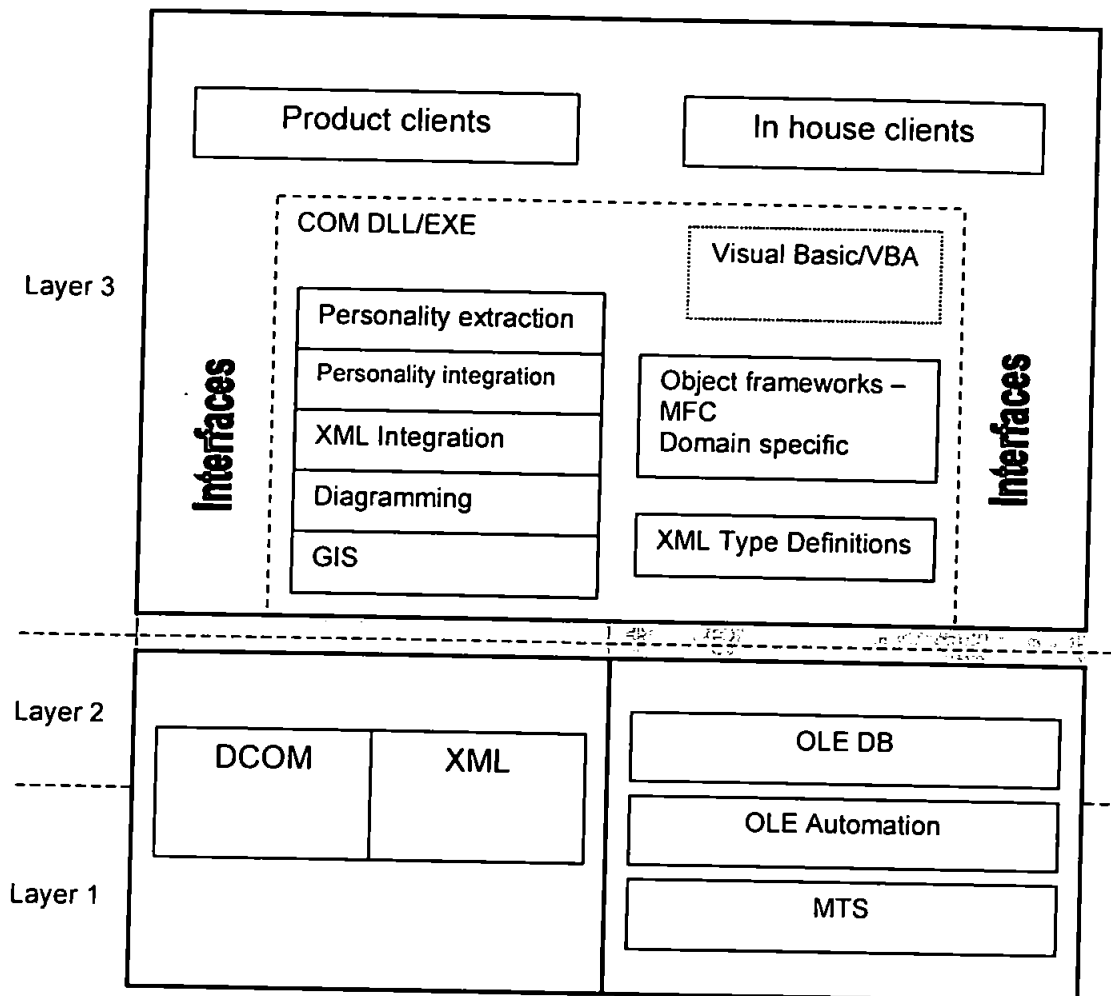 Product clients
In house clients
COM DLL/EXE
Visual Basic/VBA
Layer 3
Personality extraction
Personality integration
XML Integration
Diagramming
GIS
Object frameworks –
MFC
Domain specific
XML Type Definitions
Interfaces
Interfaces
Layer 2
DCOM
XML
OLE DB
OLE Automation
Layer 1
MTS